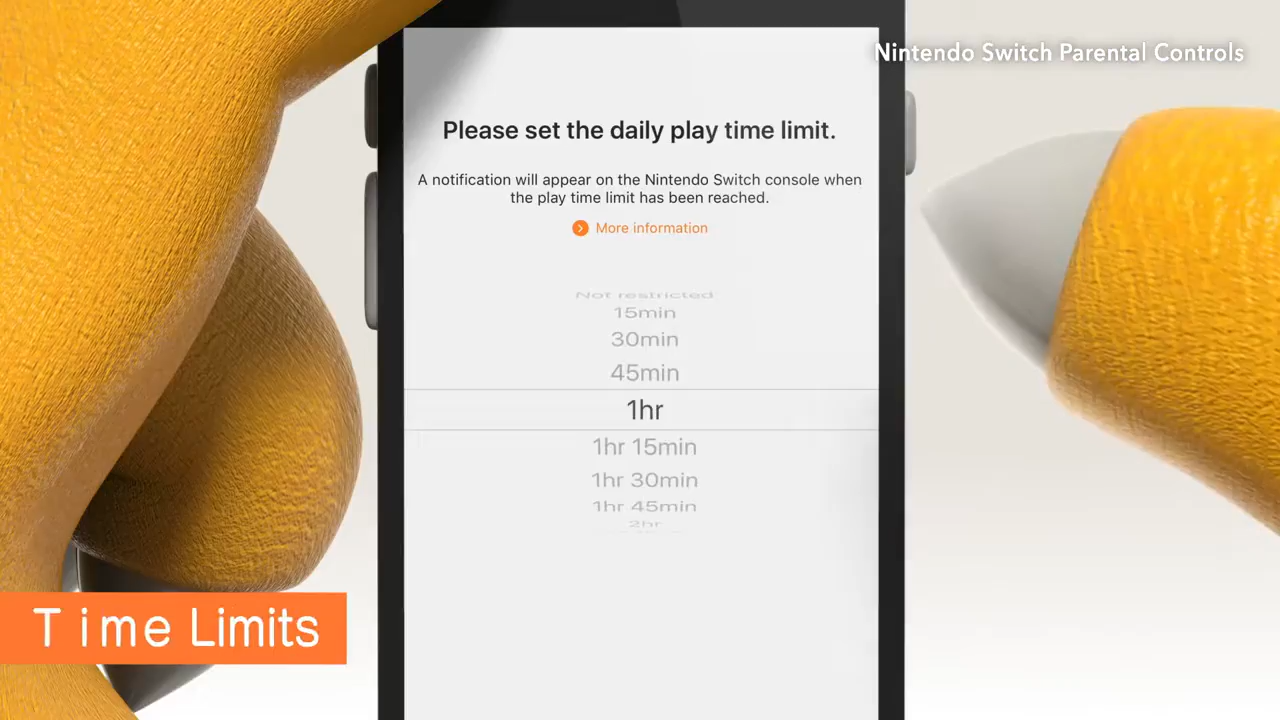 Nintendo Switch Parental Controls
Please set the daily play time limit.
A notification will appear on the Nintendo Switch console when
the play time limit has been reached.
More information
Not restricted
15min
30min
45min
1hr
1hr 15min
1hr 30min
1hr 45min
2hr
Time Limits